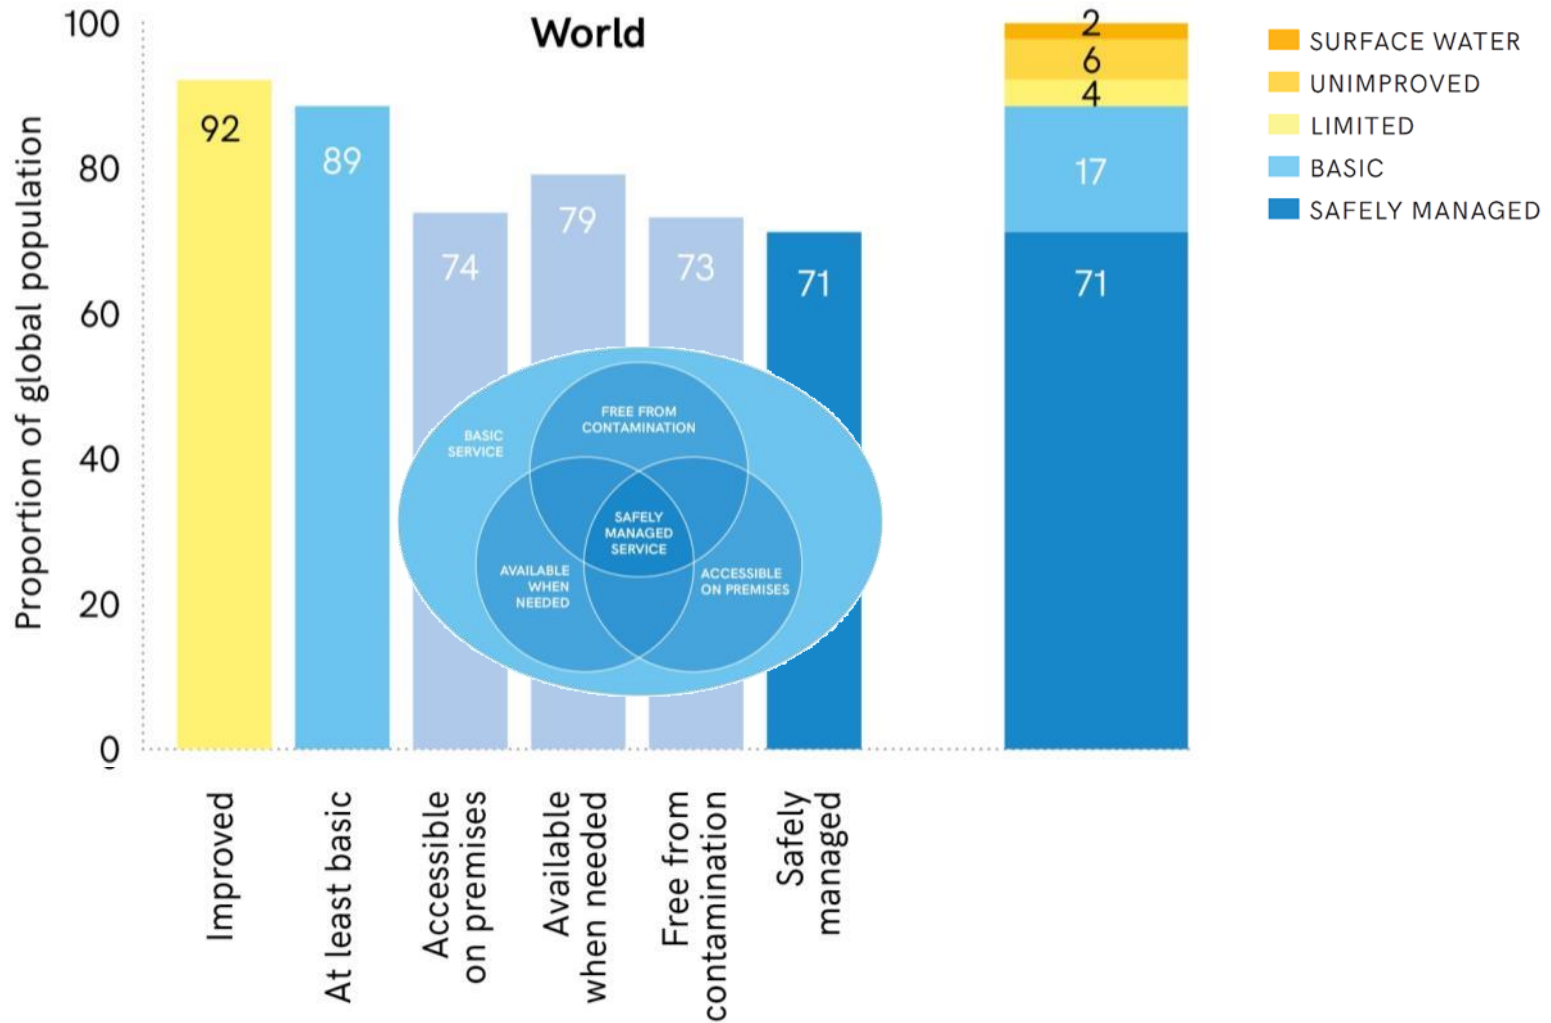 World
Proportion of global population
100
80
60
40
20
0
92
89
74
79
73
71
2
6
4
17
71
SURFACE WATER
UNIMPROVED
LIMITED
BASIC
SAFELY MANAGED
BASIC
SERVICE
FREE FROM
CONTAMINATION
SAFELY
MANAGED
SERVICE
AVAILABLE
WHEN
NEEDED
ACCESSIBLE
ON PREMISES
Improved
At least basic
Accessible
on premises
Available
when needed
Free from
contamination
Safely
managed